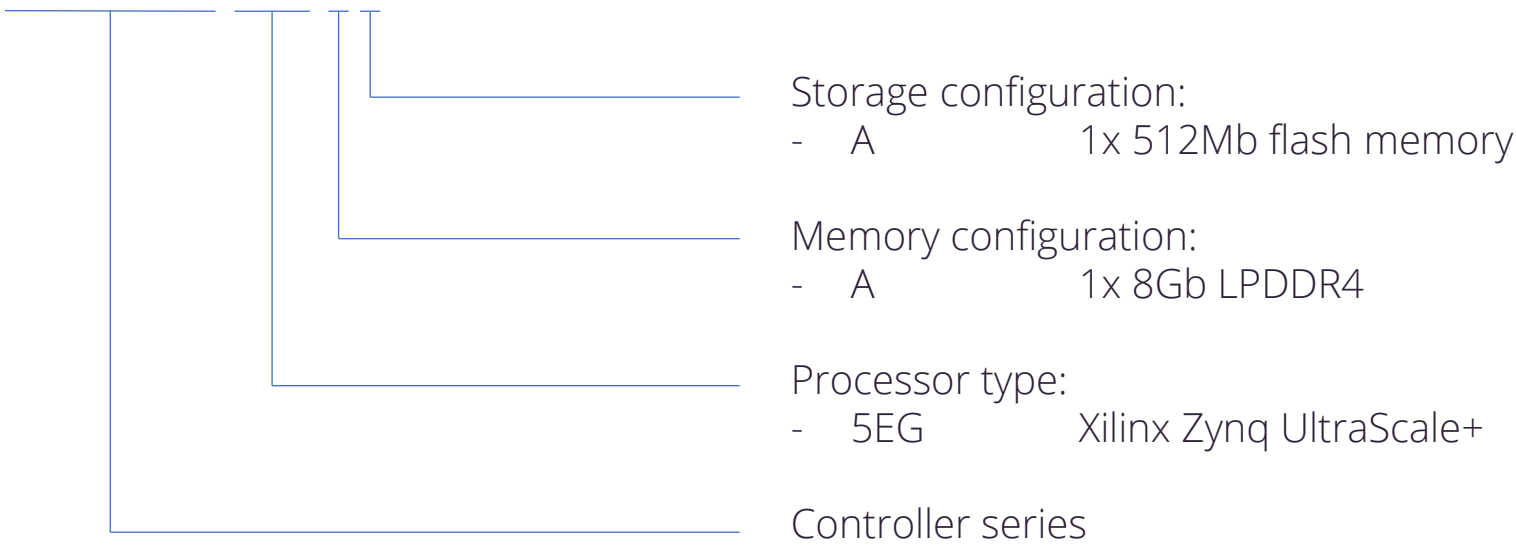 Storage configuration:
- A 1x 512Mb flash memory
Memory configuration:
- A 1x 8Gb LPDDR4
Processor type:
- 5EG Xilinx Zynq UltraScale+
Controller series